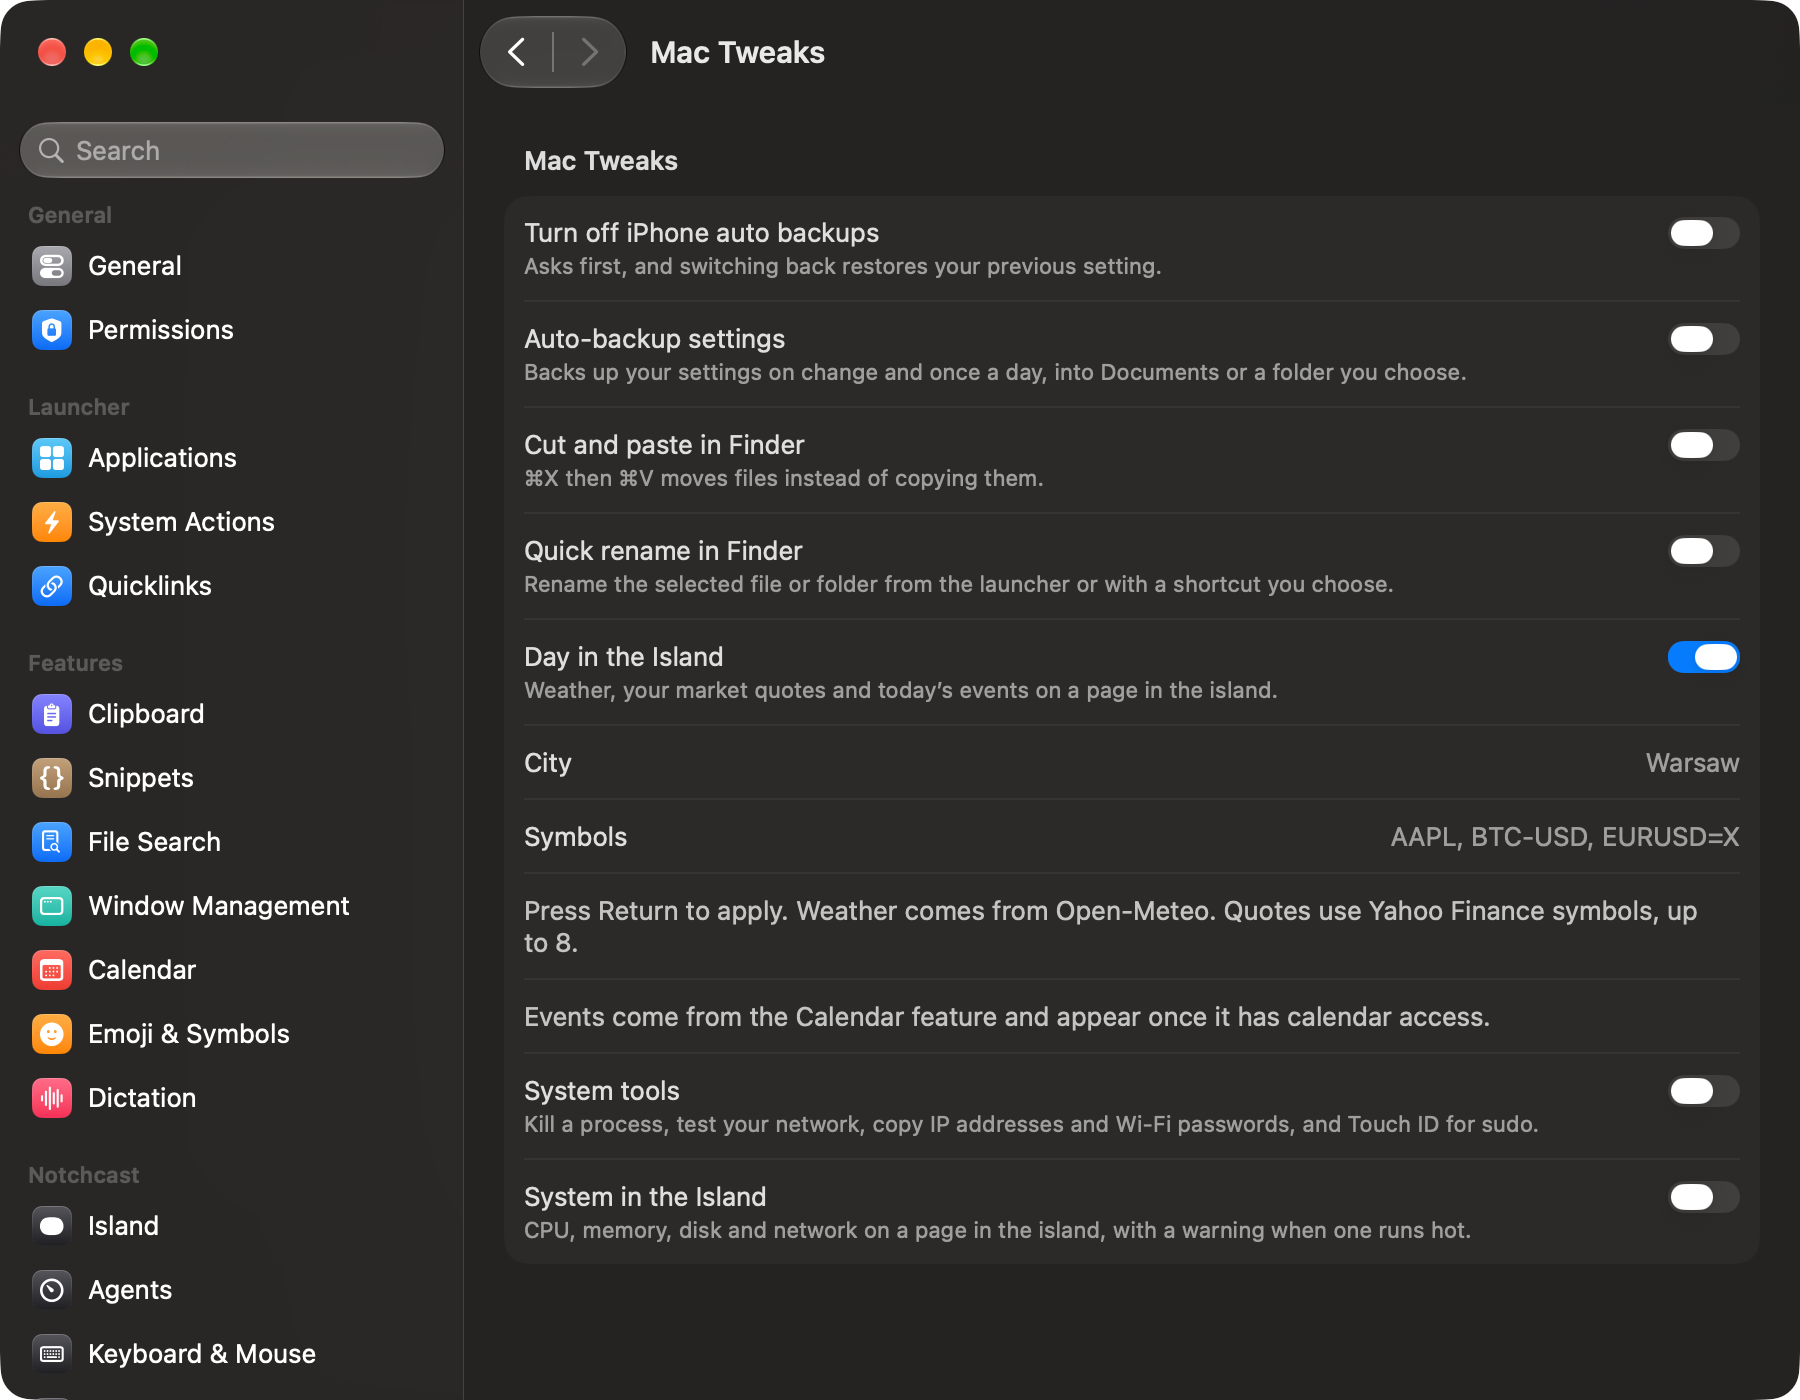 Mac Tweaks
Search
General
General
Permissions
Launcher
Applications
System Actions
Quicklinks
Features
Clipboard
Snippets
File Search
Window Management
Calendar
Emoji & Symbols
Dictation
Notchcast
Island
Agents
Keyboard & Mouse
Mac Tweaks
Turn off iPhone auto backups
Asks first, and switching back restores your previous setting.
Auto-backup settings
Backs up your settings on change and once a day, into Documents or a folder you choose.
Cut and paste in Finder
⌘X then ⌘V moves files instead of copying them.
Quick rename in Finder
Rename the selected file or folder from the launcher or with a shortcut you choose.
Day in the Island
Weather, your market quotes and today’s events on a page in the island.
City Warsaw
Symbols AAPL, BTC-USD, EURUSD=X
Press Return to apply. Weather comes from Open-Meteo. Quotes use Yahoo Finance symbols, up
to 8.
Events come from the Calendar feature and appear once it has calendar access.
System tools
Kill a process, test your network, copy IP addresses and Wi-Fi passwords, and Touch ID for sudo.
System in the Island
CPU, memory, disk and network on a page in the island, with a warning when one runs hot.